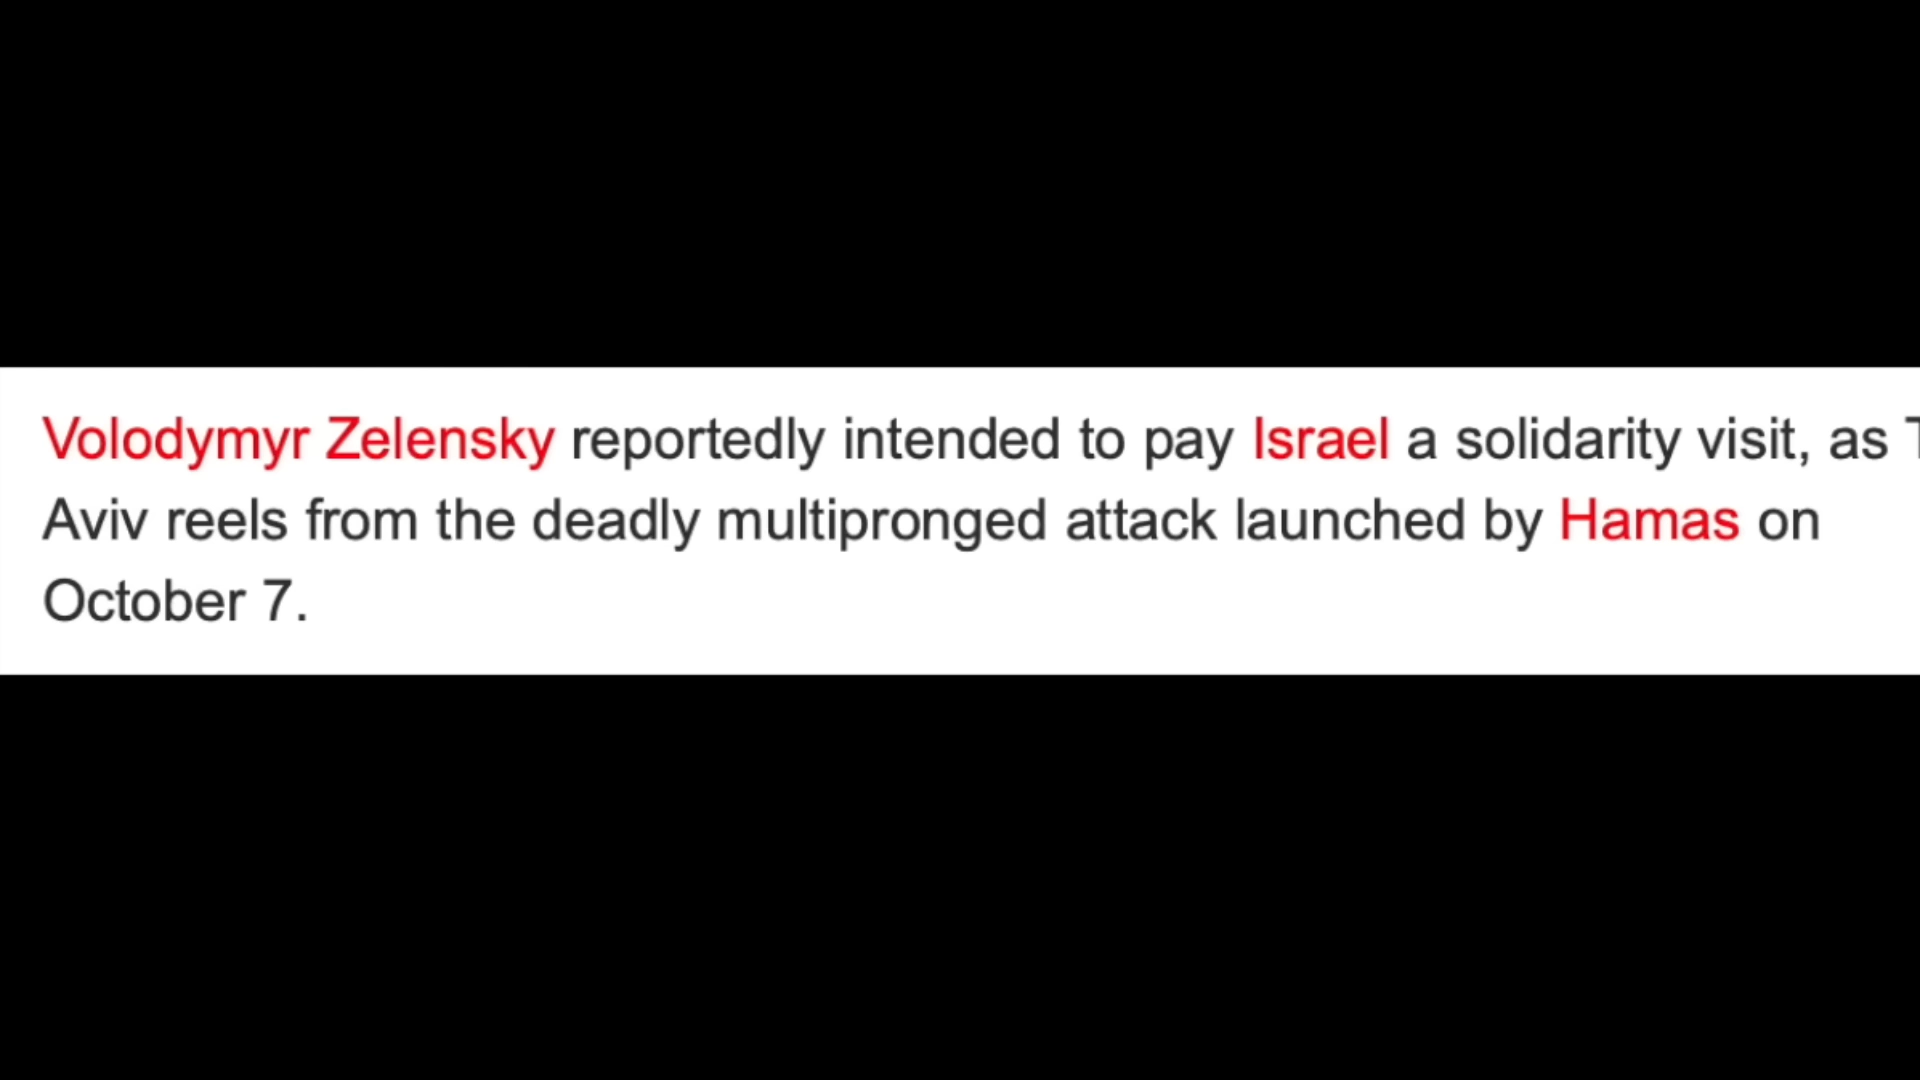 Volodymyr Zelensky reportedly intended to pay Israel a solidarity visit, as
Aviv reels from the deadly multipronged attack launched by Hamas on
October 7.